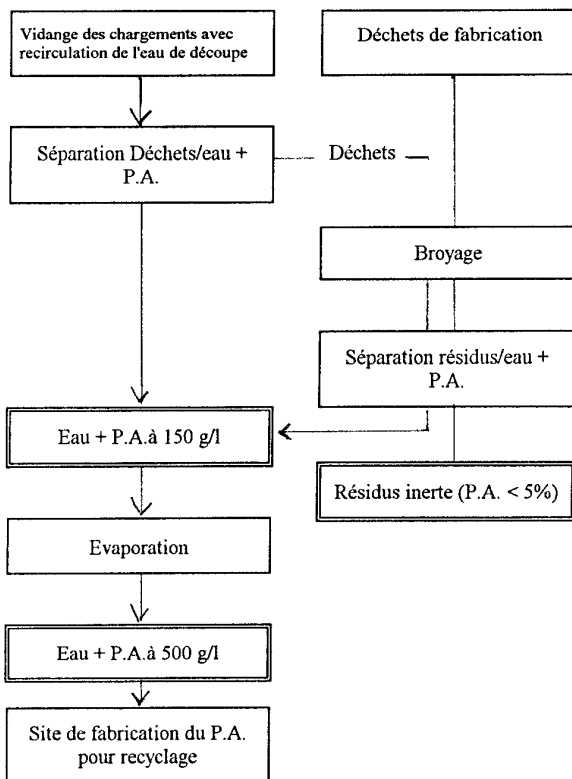 Vidange des chargements avec
recirculation de l'eau de découpe
Déchets de fabrication
Séparation Déchets/eau +
P.A.
Déchets
Broyage
Séparation résidus/eau +
P.A.
Eau + P.A.à 150 g/l
Résidus inerte (P.A. < 5%)
Evaporation
Eau + P.A.à 500 g/l
Site de fabrication du P.A.
pour recyclage